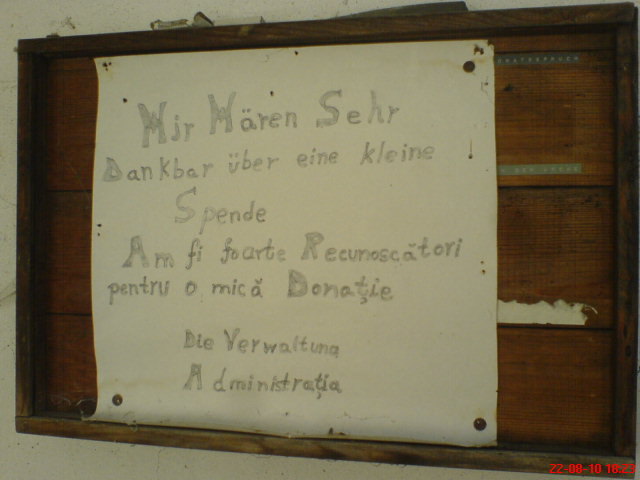 Wir Wären Sehr
Dankbar über eine kleine
Spende
Am fi foarte Recunoscători
pentru o mică Donaţie
Die Verwaltung
Administraţia
22-08-10 18:23